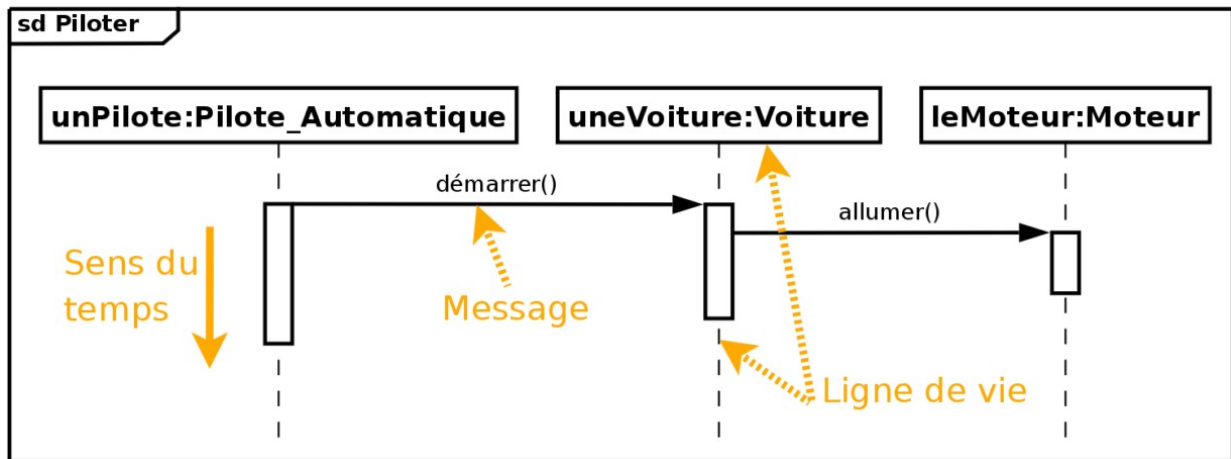 sd Piloter
unPilote:Pilote_Automatique
uneVoiture:Voiture
leMoteur:Moteur
démarrer()
allumer()
Sens du
temps
Message
Ligne de vie